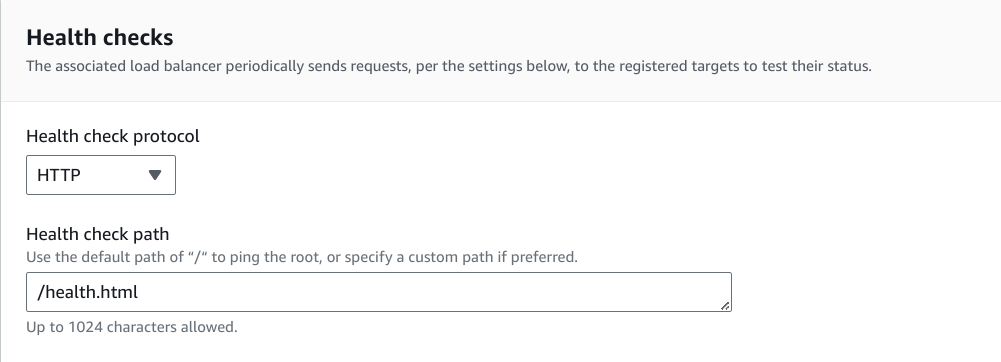 Health checks
The associated load balancer periodically sends requests, per the settings below, to the registered targets to test their status.
Health check protocol
HTTP
Health check path
Use the default path of “/“ to ping the root, or specify a custom path if preferred.
/health.html
Up to 1024 characters allowed.